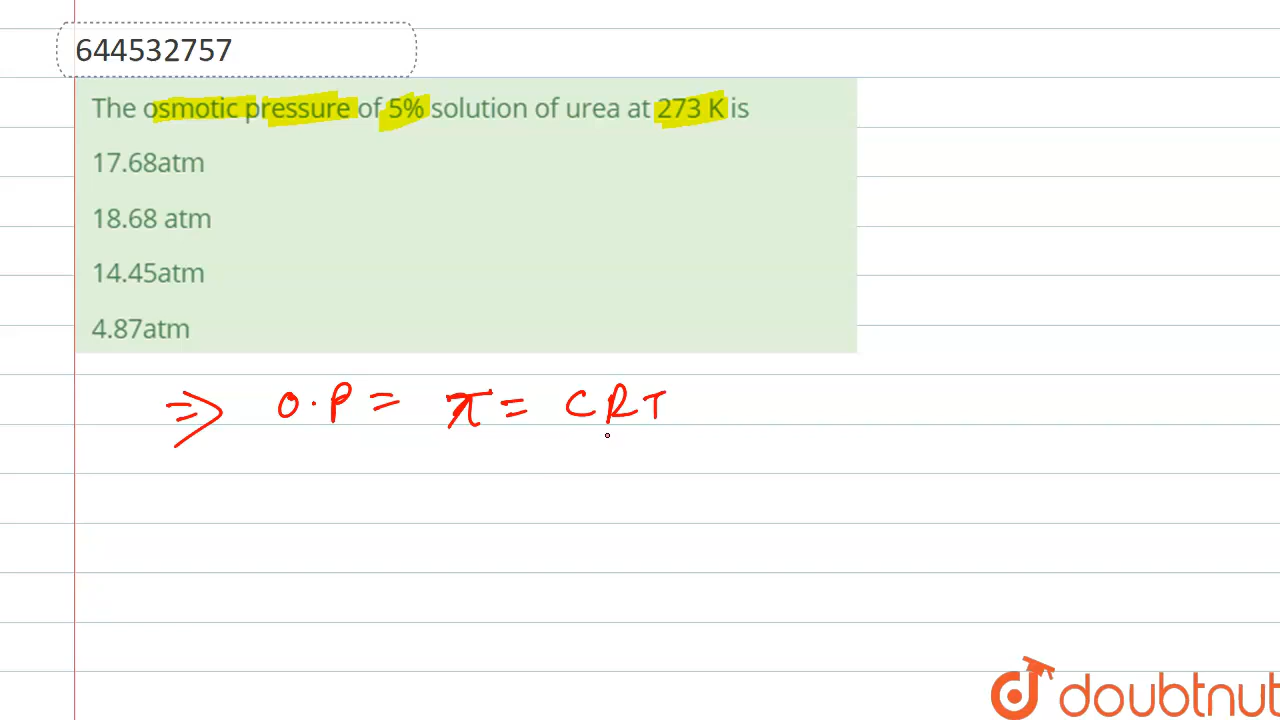 644532757
The osmotic pressure of 5% solution of urea at 273 K is
17.68atm
18.68 atm
14.45atm
4.87atm
⇒ O.P = π = CRT
doubtnut